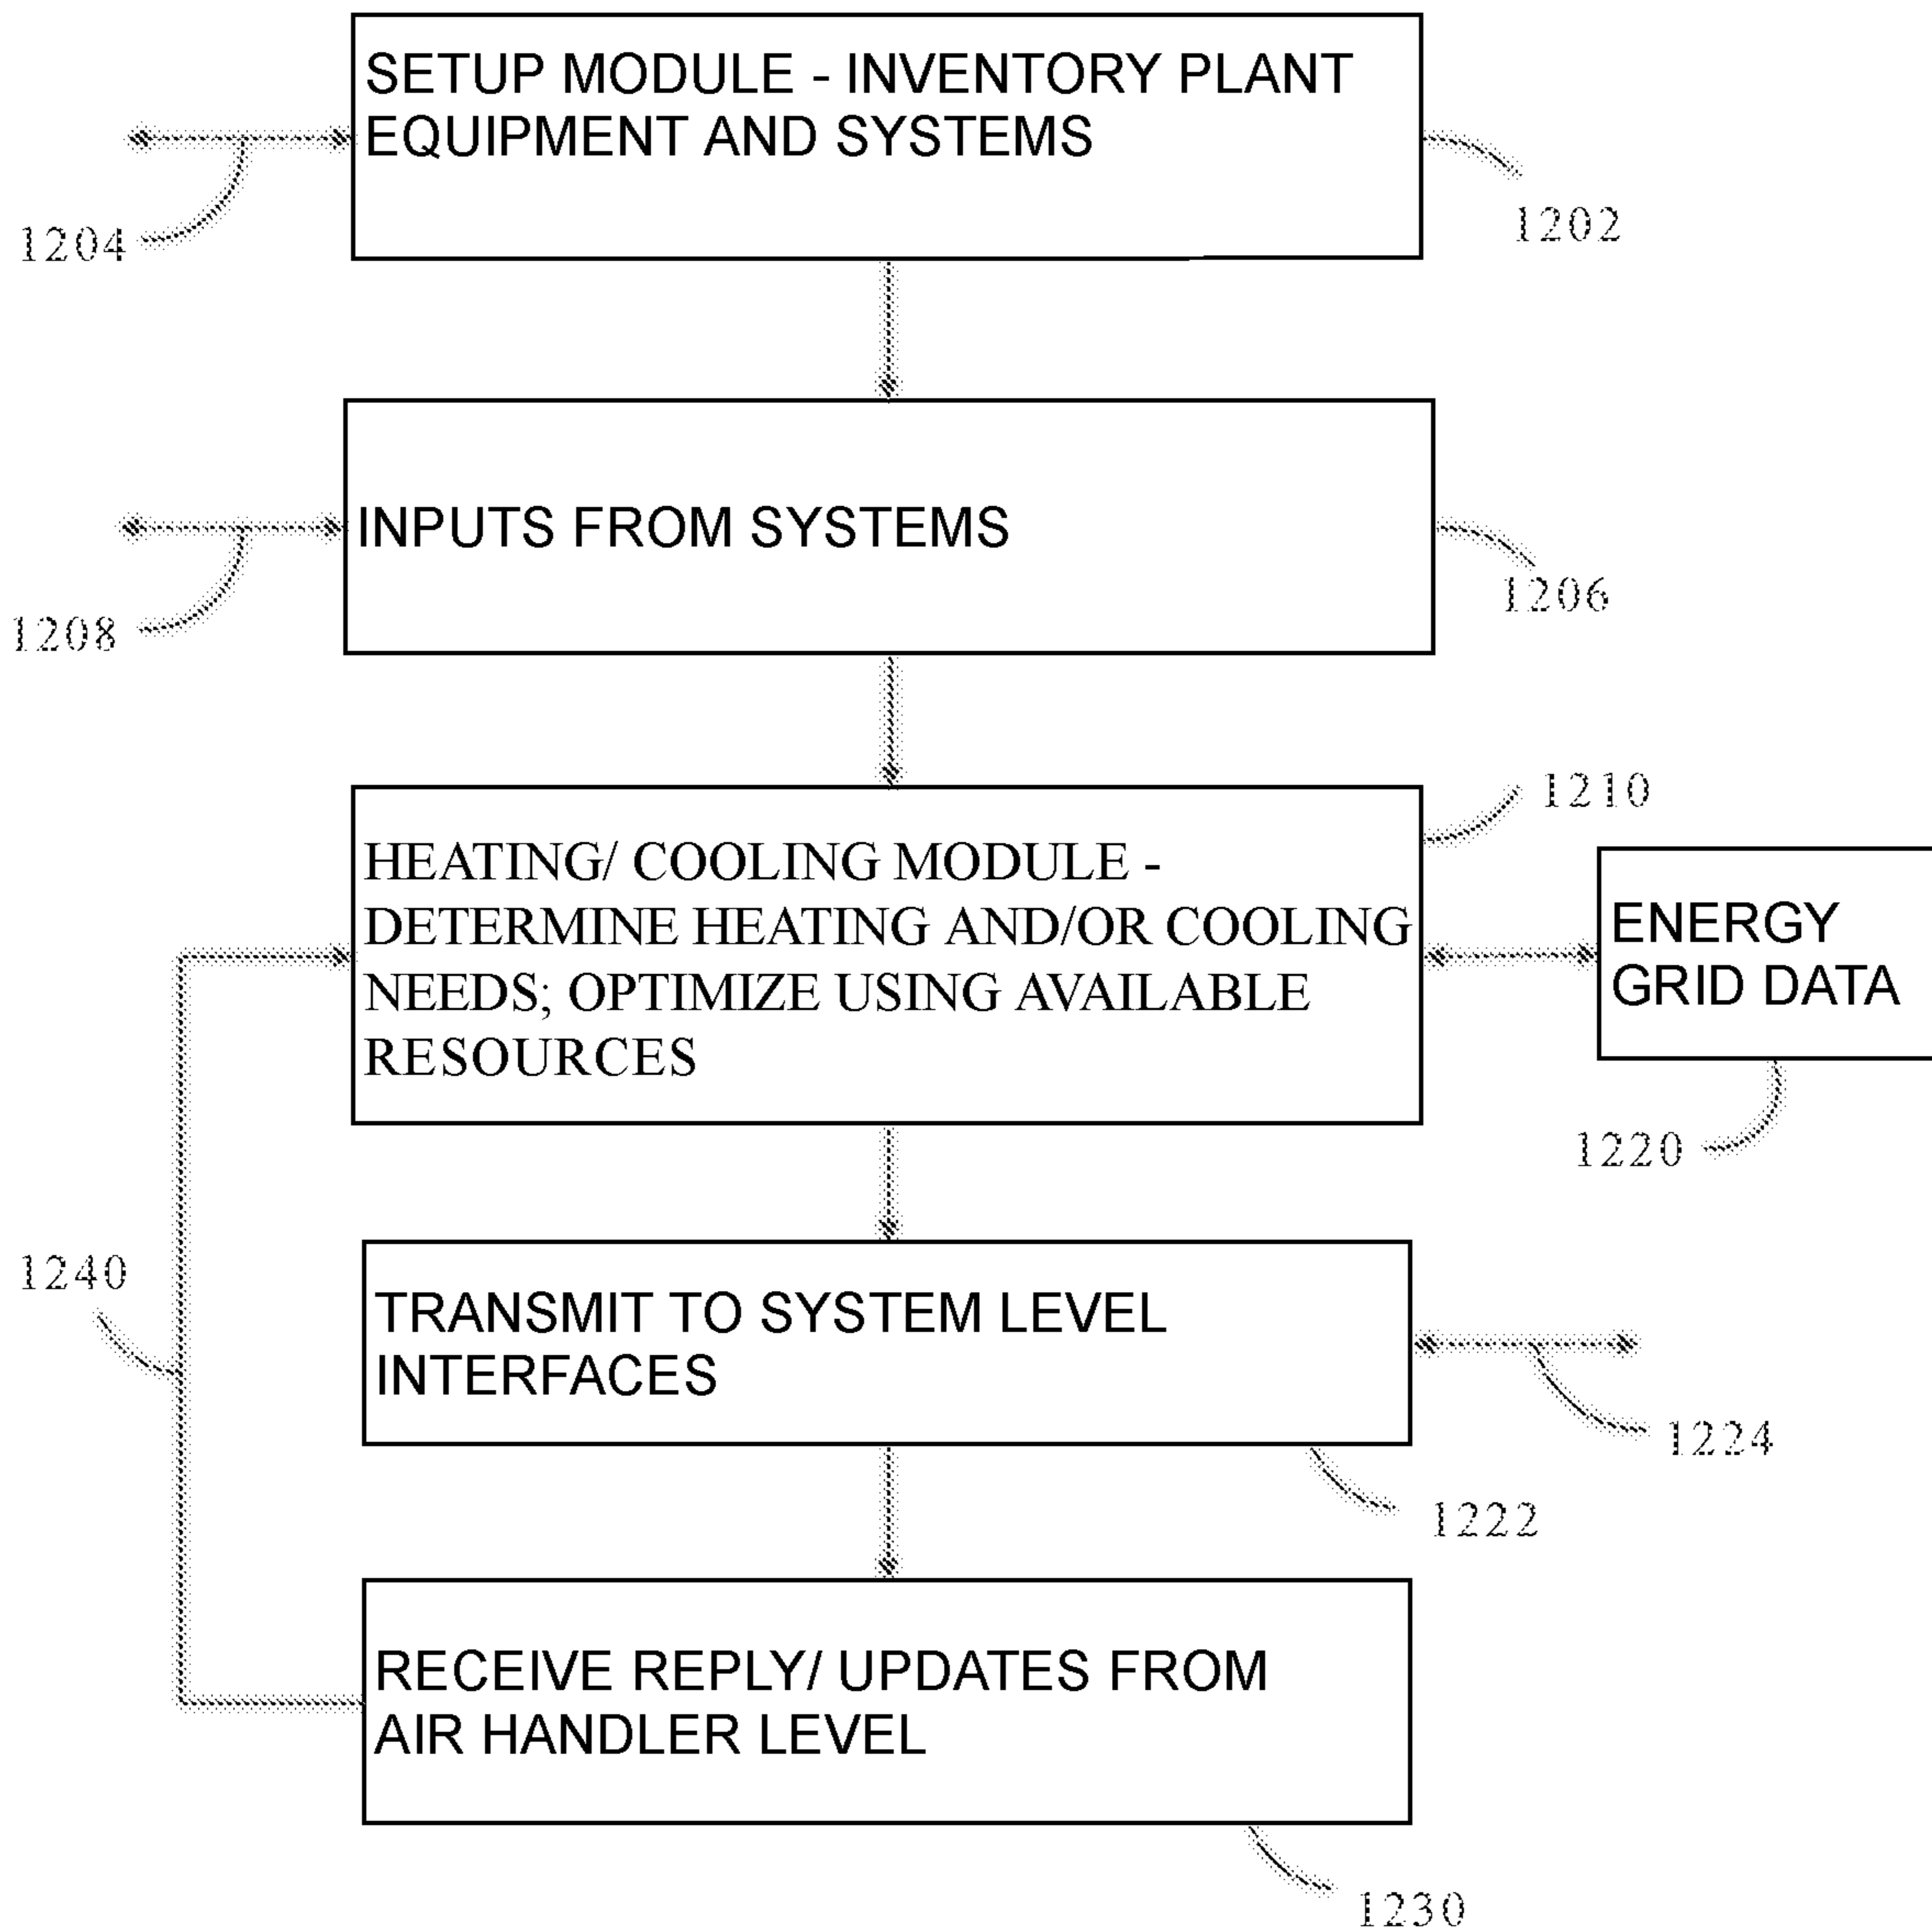 SETUP MODULE - INVENTORY PLANT
EQUIPMENT AND SYSTEMS
1204
1202
INPUTS FROM SYSTEMS
1208
1206
1210
HEATING/ COOLING MODULE -
DETERMINE HEATING AND/OR COOLING
NEEDS; OPTIMIZE USING AVAILABLE
RESOURCES
ENERGY
GRID DATA
1220
1240
TRANSMIT TO SYSTEM LEVEL
INTERFACES
1224
1222
RECEIVE REPLY/ UPDATES FROM
AIR HANDLER LEVEL
1230